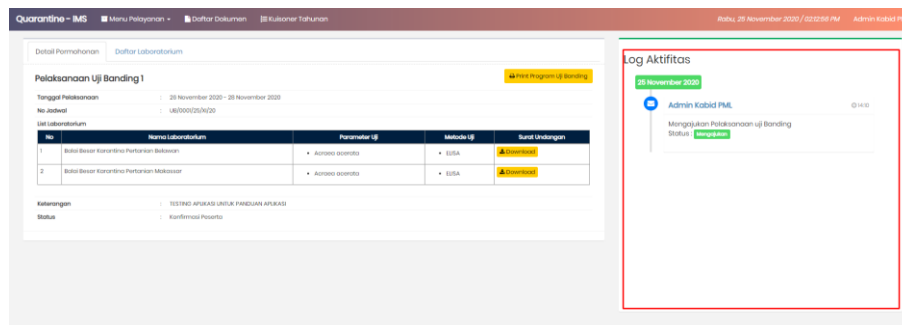 Quarantine - IMS Menu Pelayanan Daftar Dokumen Kuisoner Tahunan Rabu, 25 November 2020 / 02:12:56 PM Admin Kabid
Detail Permohonan Daftar Laboratorium
Pelaksanaan Uji Banding 1 Print Program Uji Banding
Tanggal Pelaksanaan : 25 November 2020 - 28 November 2020
No Jadwal : UB/0001/25/XI/20
List Laboratorium
No Nama Laboratorium Parameter Uji Metode Uji Surat Undangan
1 Balai Besar Karantina Pertanian Belawan • Acraea acerata • ELISA Download
2 Balai Besar Karantina Pertanian Makassar • Acraea acerata • ELISA Download
Keterangan : TESTING APLIKASI UNTUK PANDUAN APLIKASI
Status : Konfirmasi Peserta
Log Aktifitas
25 November 2020
Admin Kabid PML 14:10
Mengajukan Pelaksanaan uji Banding
Status : Mengajukan